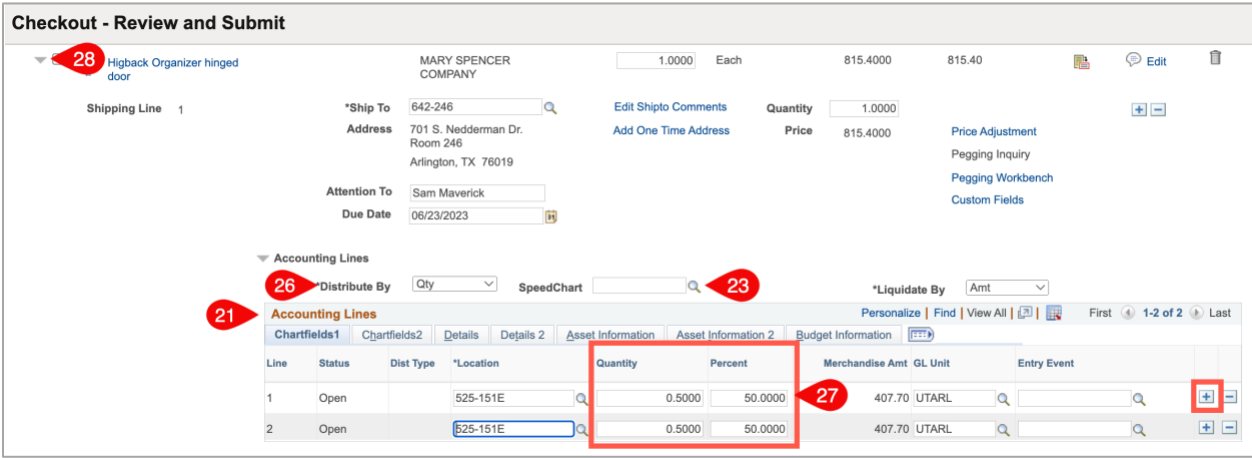 Checkout - Review and Submit
28 Higback Organizer hinged door MARY SPENCER COMPANY 1.0000 Each 815.4000 815.40 Edit
Shipping Line 1 *Ship To 642-246 Edit Shipto Comments Quantity 1.0000
Address 701 S. Nedderman Dr. Add One Time Address Price 815.4000 Price Adjustment
Room 246 Pegging Inquiry
Arlington, TX 76019
Pegging Workbench
Attention To Sam Maverick Custom Fields
Due Date 06/23/2023 31
Accounting Lines
26 *Distribute By Qty SpeedChart 23 *Liquidate By Amt
21 Accounting Lines Personalize | Find | View All | First 1-2 of 2 Last
Chartfields1 Chartfields2 Details Details 2 Asset Information Asset Information 2 Budget Information
Line Status Dist Type *Location Quantity Percent Merchandise Amt GL Unit Entry Event
1 Open 525-151E 0.5000 50.0000 27 407.70 UTARL + −
2 Open 525-151E 0.5000 50.0000 407.70 UTARL + −